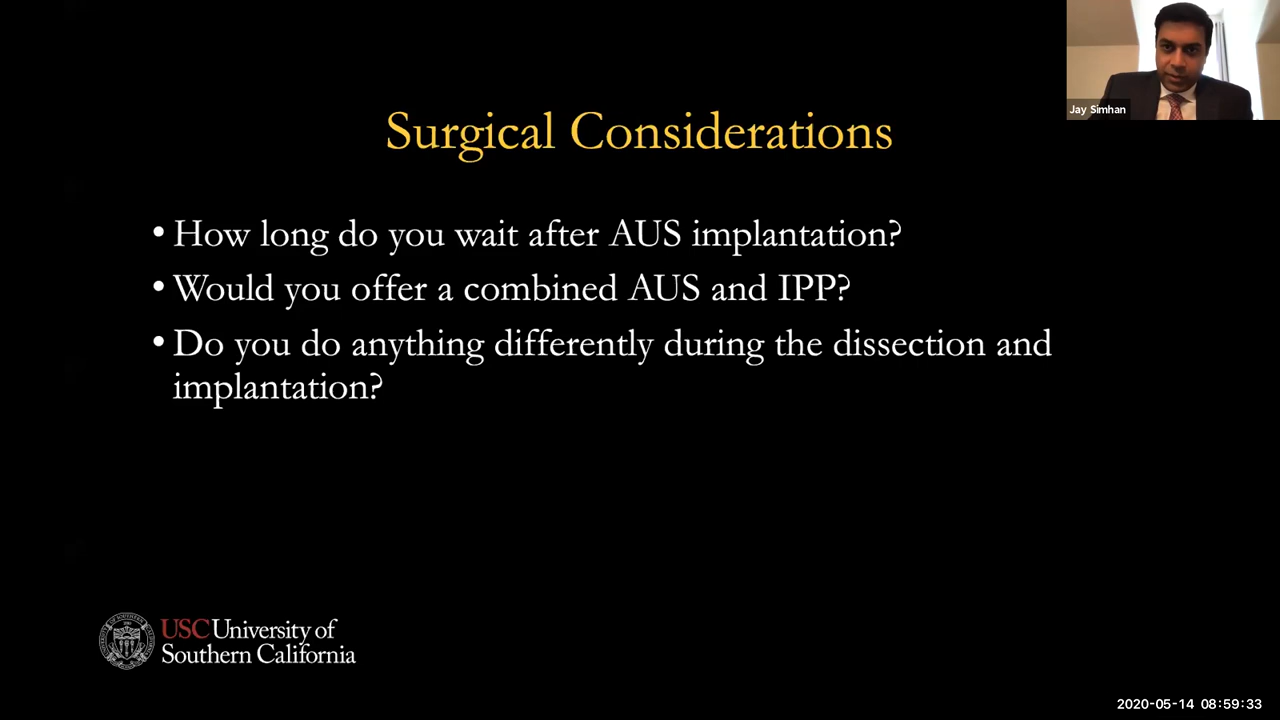 Jay Simhan
Surgical Considerations
• How long do you wait after AUS implantation?
• Would you offer a combined AUS and IPP?
• Do you do anything differently during the dissection and
implantation?
USC University of
Southern California
2020-05-14 08:59:33